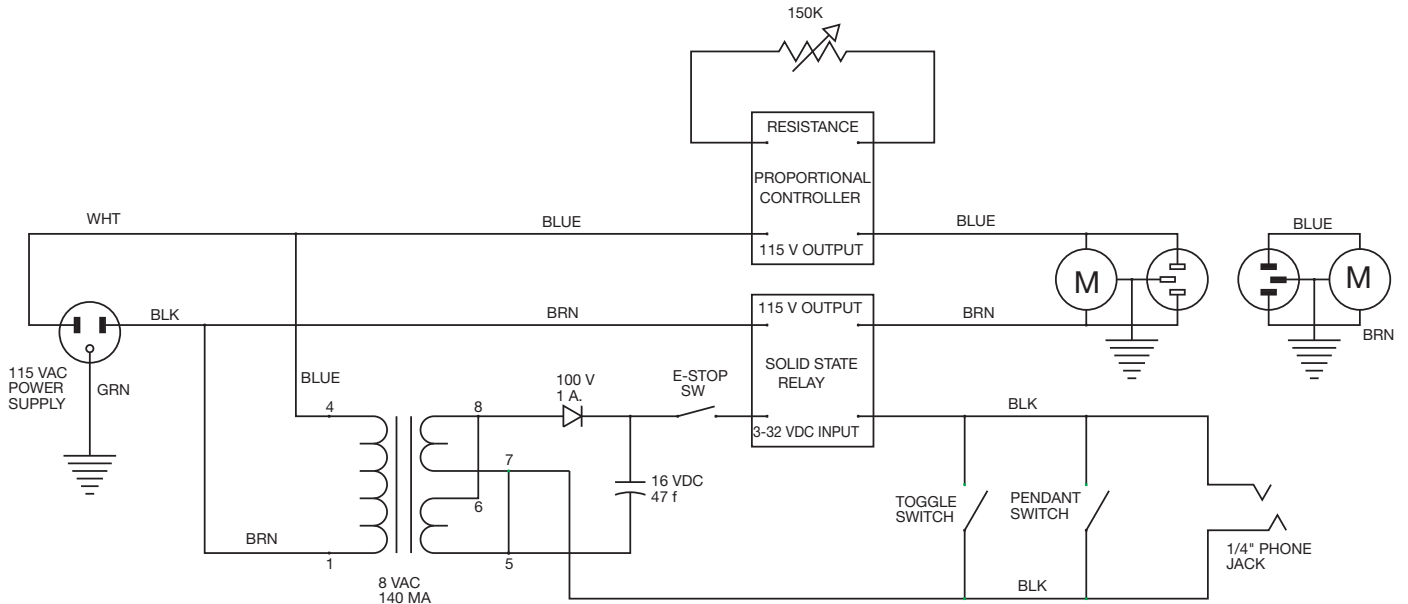 150K
RESISTANCE
PROPORTIONAL
CONTROLLER
115 V OUTPUT
WHT
BLUE
BLUE
BLUE
M
M
BRN
115 V OUTPUT
SOLID STATE
RELAY
3-32 VDC INPUT
BLK
BRN
BRN
115 VAC
POWER
SUPPLY
GRN
BLUE
4
8
100 V
1 A.
E-STOP
SW
BLK
7
6
16 VDC
47 f
TOGGLE
SWITCH
PENDANT
SWITCH
1/4" PHONE
JACK
BRN
1
5
8 VAC
140 MA
BLK